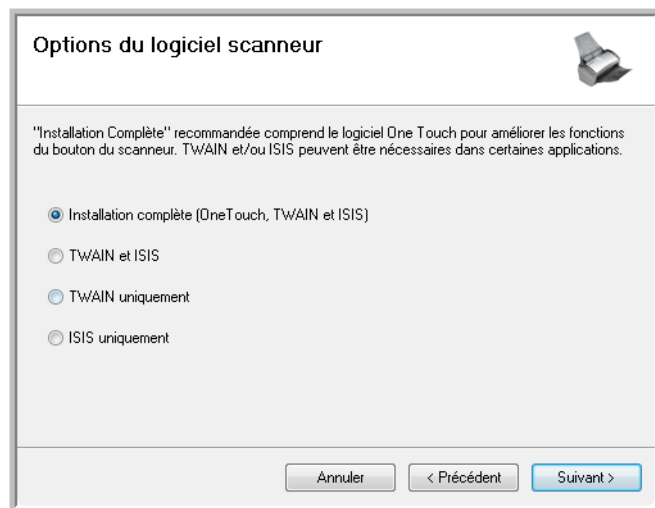 Options du logiciel scanneur
"Installation Complète" recommandée comprend le logiciel One Touch pour améliorer les fonctions
du bouton du scanneur. TWAIN et/ou ISIS peuvent être nécessaires dans certaines applications.
Installation complète (OneTouch, TWAIN et ISIS)
TWAIN et ISIS
TWAIN uniquement
ISIS uniquement
Annuler < Précédent Suivant >